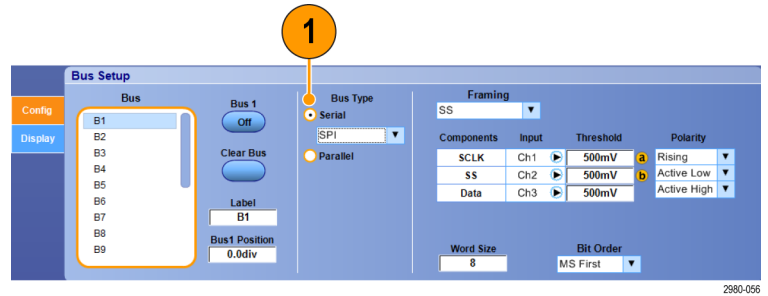 1
Bus Setup
Config
Display
Bus
B1
B2
B3
B4
B5
B6
B7
B8
B9
Bus 1
Off
Clear Bus
Label
B1
Bus1 Position
0.0div
Bus Type
Serial
SPI
Parallel
Framing
SS
Components Input Threshold Polarity
SCLK Ch1 500mV a Rising
SS Ch2 500mV b Active Low
Data Ch3 500mV Active High
Word Size
8
Bit Order
MS First
2980-056